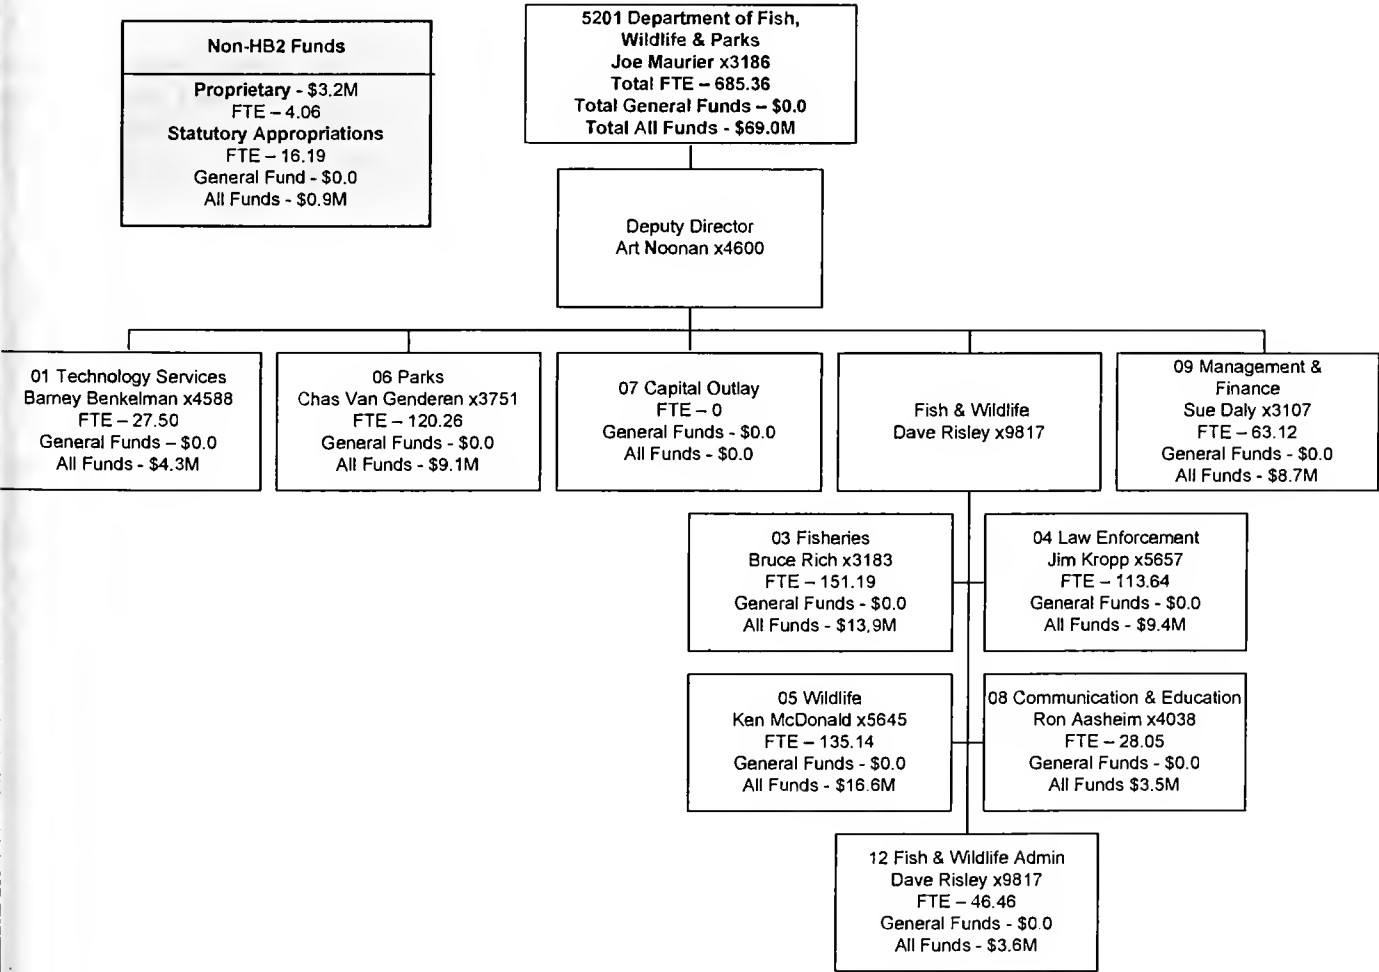 Non-HB2 Funds
Proprietary - $3.2M
FTE – 4.06
Statutory Appropriations
FTE – 16.19
General Fund - $0.0
All Funds - $0.9M
5201 Department of Fish,
Wildlife & Parks
Joe Maurier x3186
Total FTE – 685.36
Total General Funds – $0.0
Total All Funds - $69.0M
Deputy Director
Art Noonan x4600
01 Technology Services
Barney Benkelman x4588
FTE – 27.50
General Funds – $0.0
All Funds - $4.3M
06 Parks
Chas Van Genderen x3751
FTE – 120.26
General Funds - $0.0
All Funds - $9.1M
07 Capital Outlay
FTE – 0
General Funds - $0.0
All Funds - $0.0
Fish & Wildlife
Dave Risley x9817
09 Management &
Finance
Sue Daly x3107
FTE – 63.12
General Funds - $0.0
All Funds - $8.7M
03 Fisheries
Bruce Rich x3183
FTE – 151.19
General Funds - $0.0
All Funds - $13,9M
04 Law Enforcement
Jim Kropp x5657
FTE – 113.64
General Funds - $0.0
All Funds - $9.4M
05 Wildlife
Ken McDonald x5645
FTE – 135.14
General Funds - $0.0
All Funds - $16.6M
08 Communication & Education
Ron Aasheim x4038
FTE – 28.05
General Funds - $0.0
All Funds $3.5M
12 Fish & Wildlife Admin
Dave Risley x9817
FTE – 46.46
General Funds - $0.0
All Funds - $3.6M